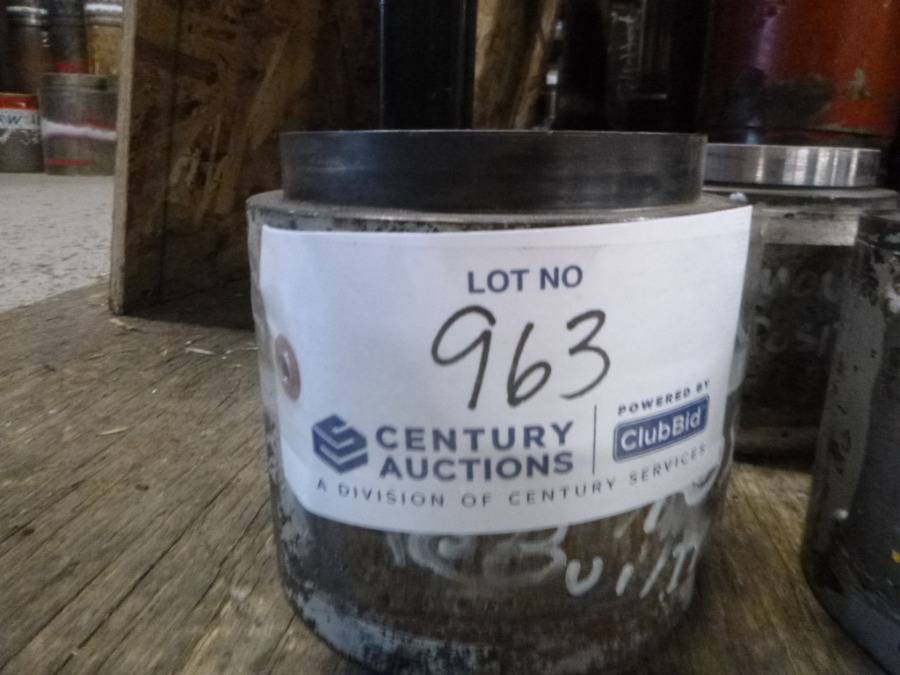 LOT NO
963
CENTURY
AUCTIONS
POWERED BY
ClubBid
A DIVISION OF CENTURY SERVICES